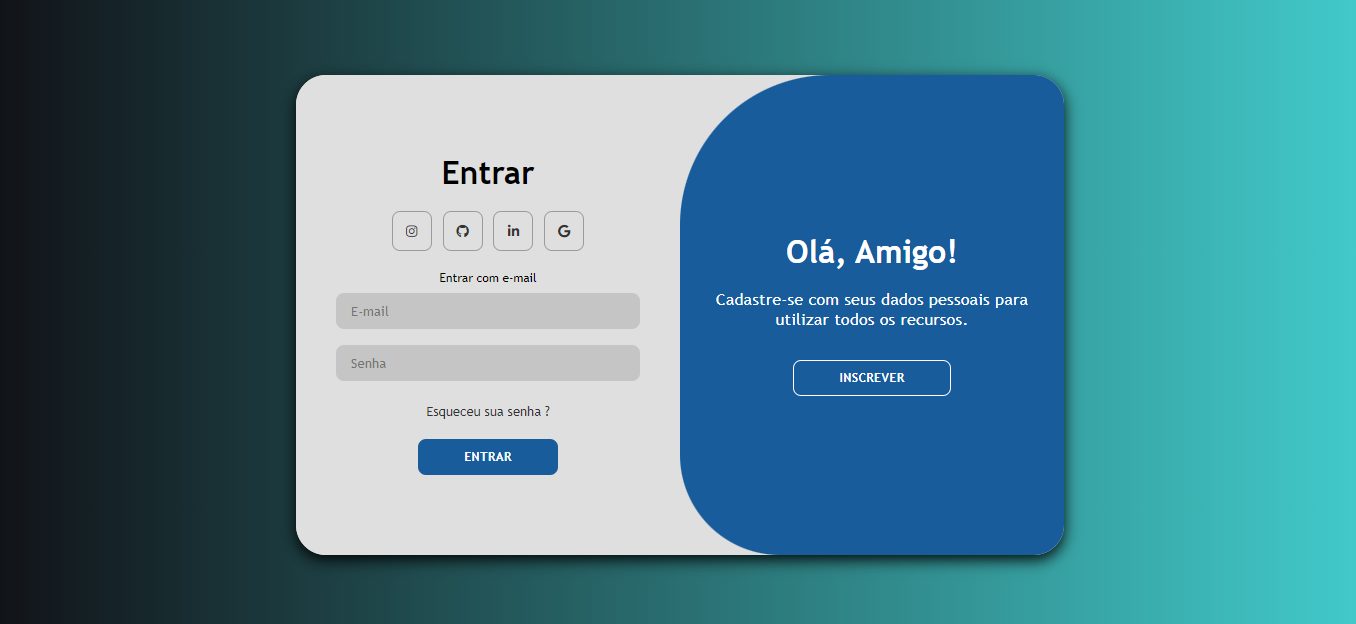 Entrar
in
G
Entrar com e-mail
E-mail
Senha
Esqueceu sua senha ?
ENTRAR
Olá, Amigo!
Cadastre-se com seus dados pessoais para
utilizar todos os recursos.
INSCREVER